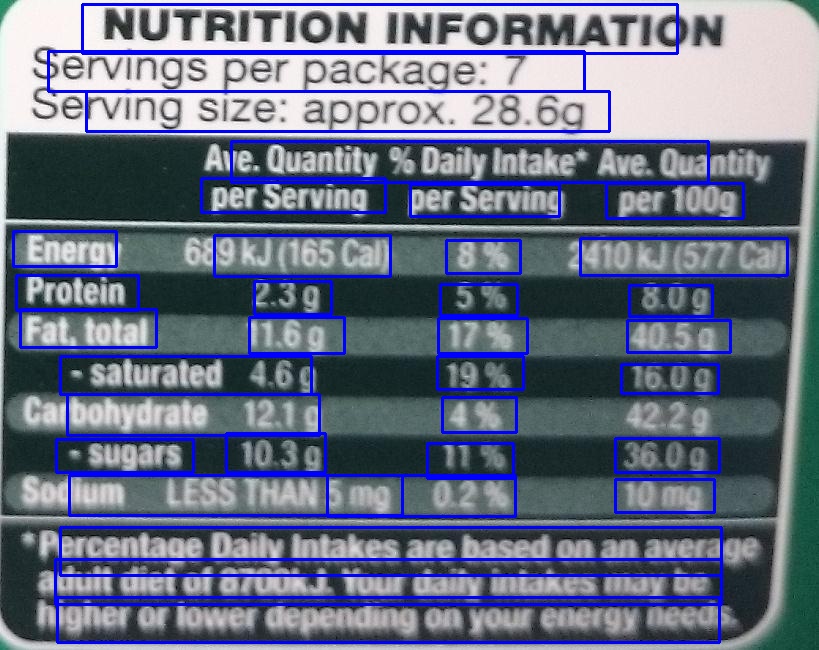 NUTRITION INFORMATION
Servings per package: 7
Serving size: approx. 28.6g
Ave. Quantity % Daily Intake* Ave. Quantity
per Serving per Serving per 100g
Energy 689 kJ (165 Cal) 8 % 2410 kJ (577 Cal)
Protein 2.3 g 5 % 8.0 g
Fat, total 11.6 g 17 % 40.5 g
- saturated 4.6 g 19 % 16.0 g
Carbohydrate 12.1 g 4 % 42.2 g
- sugars 10.3 g 11 % 36.0 g
Sodium LESS THAN 5 mg 0.2 % 10 mg
*Percentage Daily Intakes are based on an average
adult diet of 8700kJ. Your daily intakes may be
higher or lower depending on your energy needs.